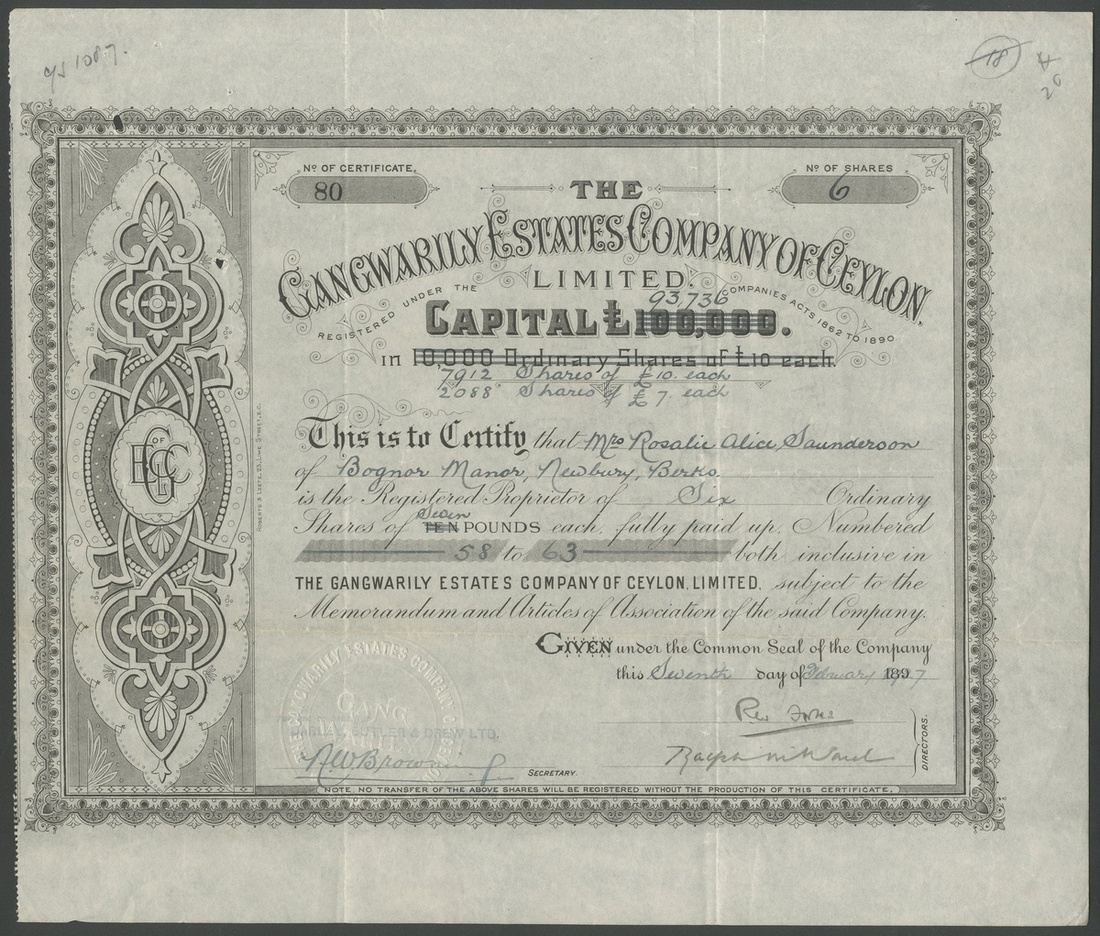 C/S 1087.
18
Nº OF CERTIFICATE.
80
Nº OF SHARES
6
THE
GANGWARILY ESTATES COMPANY OF CEYLON.
LIMITED.
REGISTERED UNDER THE COMPANIES ACTS 1862 TO 1890
93,736
CAPITAL £100,000.
IN 10,000 Ordinary Shares of £10 each.
7912 Shares of £10. each
2088 Shares of £7. each
This is to Certify that Mrs Rosalie Alice Saunderson
of Bognor Manor, Newbury, Berks.
is the Registered Proprietor of Six Ordinary
Seven
Shares of TEN POUNDS each, fully paid up, Numbered
58 to 63 both inclusive in
THE GANGWARILY ESTATES COMPANY OF CEYLON, LIMITED, subject to the
Memorandum and Articles of Association of the said Company.
GIVEN under the Common Seal of the Company
this Seventh day of February
DIRECTORS.
SECRETARY.
NOTE, NO TRANSFER OF THE ABOVE SHARES WILL BE REGISTERED WITHOUT THE PRODUCTION OF THIS CERTIFICATE.